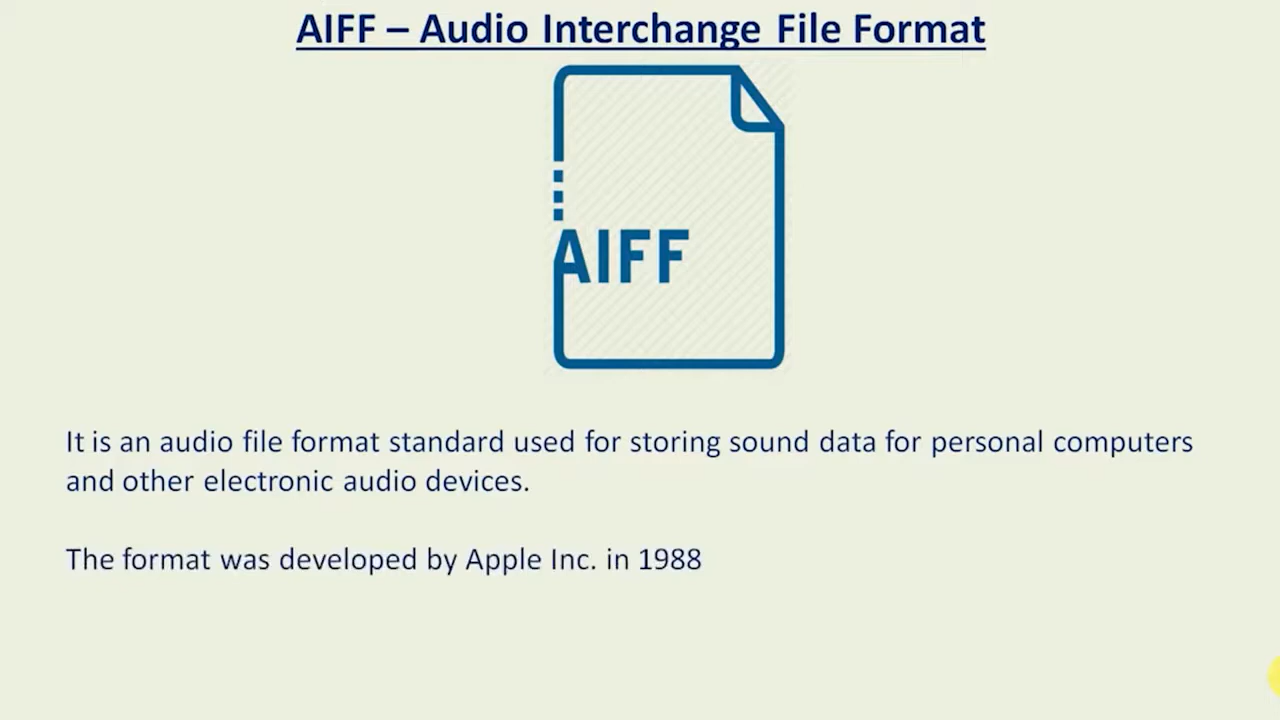 AIFF – Audio Interchange File Format
AIFF
It is an audio file format standard used for storing sound data for personal computers
and other electronic audio devices.
The format was developed by Apple Inc. in 1988